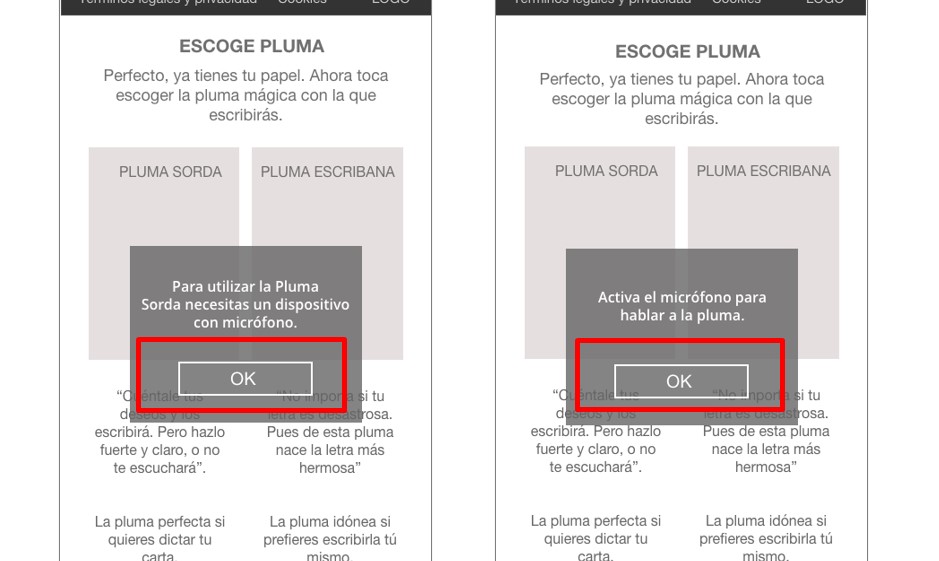 Términos legales y privacidad Cookies LOGO
ESCOGE PLUMA
Perfecto, ya tienes tu papel. Ahora toca
escoger la pluma mágica con la que
escribirás.
PLUMA SORDA
PLUMA ESCRIBANA
Para utilizar la Pluma
Sorda necesitas un dispositivo
con micrófono.
OK
“Cuéntale tus
deseos y los
escribirá. Pero hazlo
fuerte y claro, o no
te escuchará”.
“No importa si tu
letra es desastrosa.
Pues de esta pluma
nace la letra más
hermosa”
La pluma perfecta si
quieres dictar tu
carta.
La pluma idónea si
prefieres escribirla tú
mismo.
Términos legales y privacidad Cookies LOGO
ESCOGE PLUMA
Perfecto, ya tienes tu papel. Ahora toca
escoger la pluma mágica con la que
escribirás.
PLUMA SORDA
PLUMA ESCRIBANA
Activa el micrófono para
hablar a la pluma.
OK
“Cuéntale tus
deseos y los
escribirá. Pero hazlo
fuerte y claro, o no
te escuchará”.
“No importa si tu
letra es desastrosa.
Pues de esta pluma
nace la letra más
hermosa”
La pluma perfecta si
quieres dictar tu
carta.
La pluma idónea si
prefieres escribirla tú
mismo.